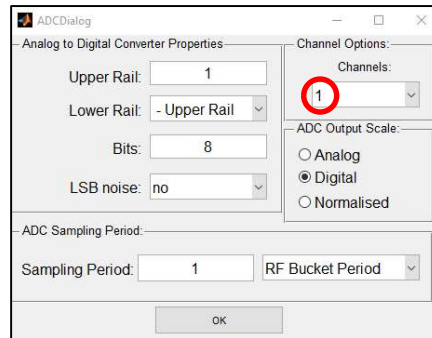 ADCDialog
Analog to Digital Converter Properties
Upper Rail: 1
Lower Rail: - Upper Rail
Bits: 8
LSB noise: no
Channel Options:
Channels:
1
ADC Output Scale:
Analog
Digital
Normalised
ADC Sampling Period:
Sampling Period: 1 RF Bucket Period
OK